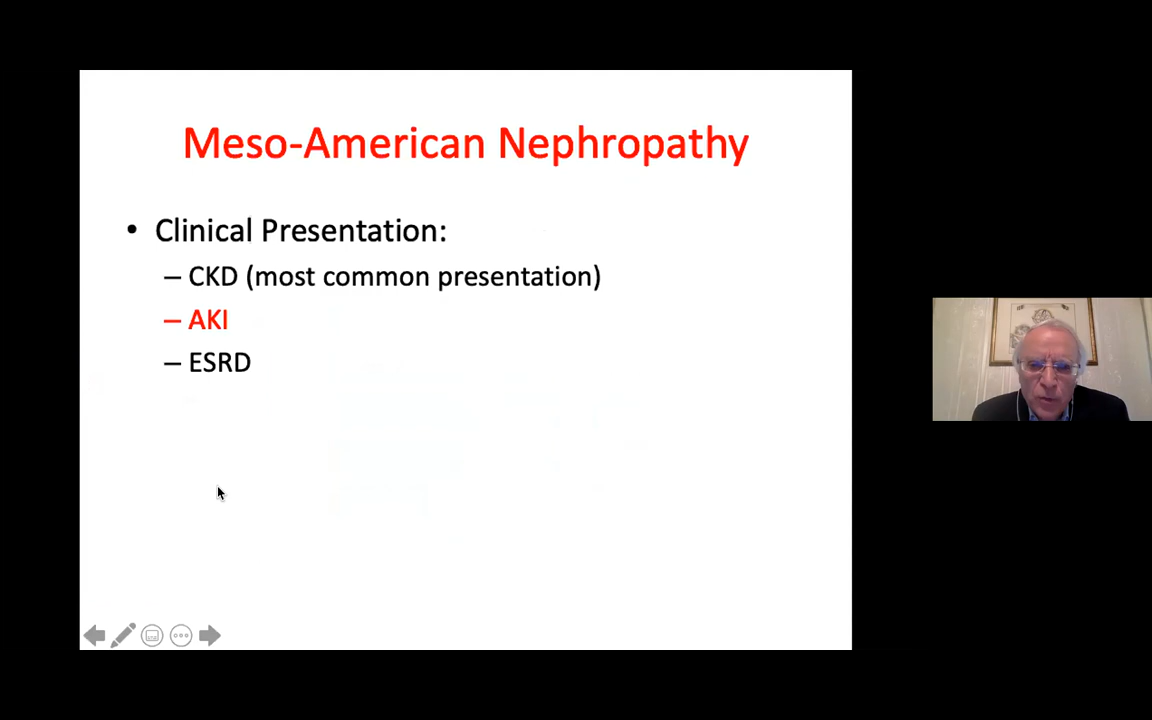 Meso-American Nephropathy
• Clinical Presentation:
– CKD (most common presentation)
– AKI
– ESRD